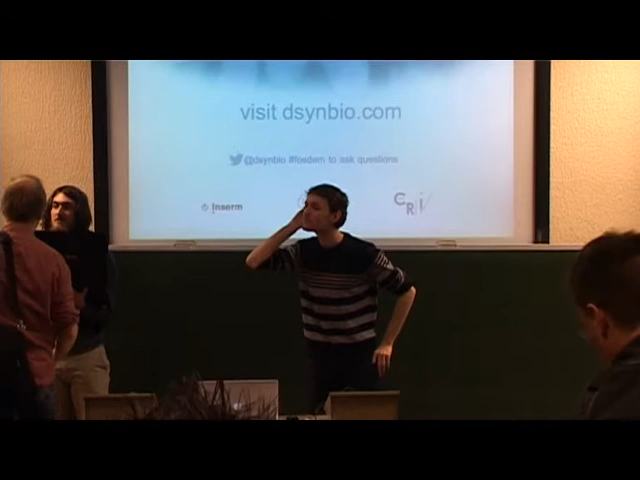 visit dsynbio.com
@dsynbio #fosdem to ask questions
Inserm
CRi